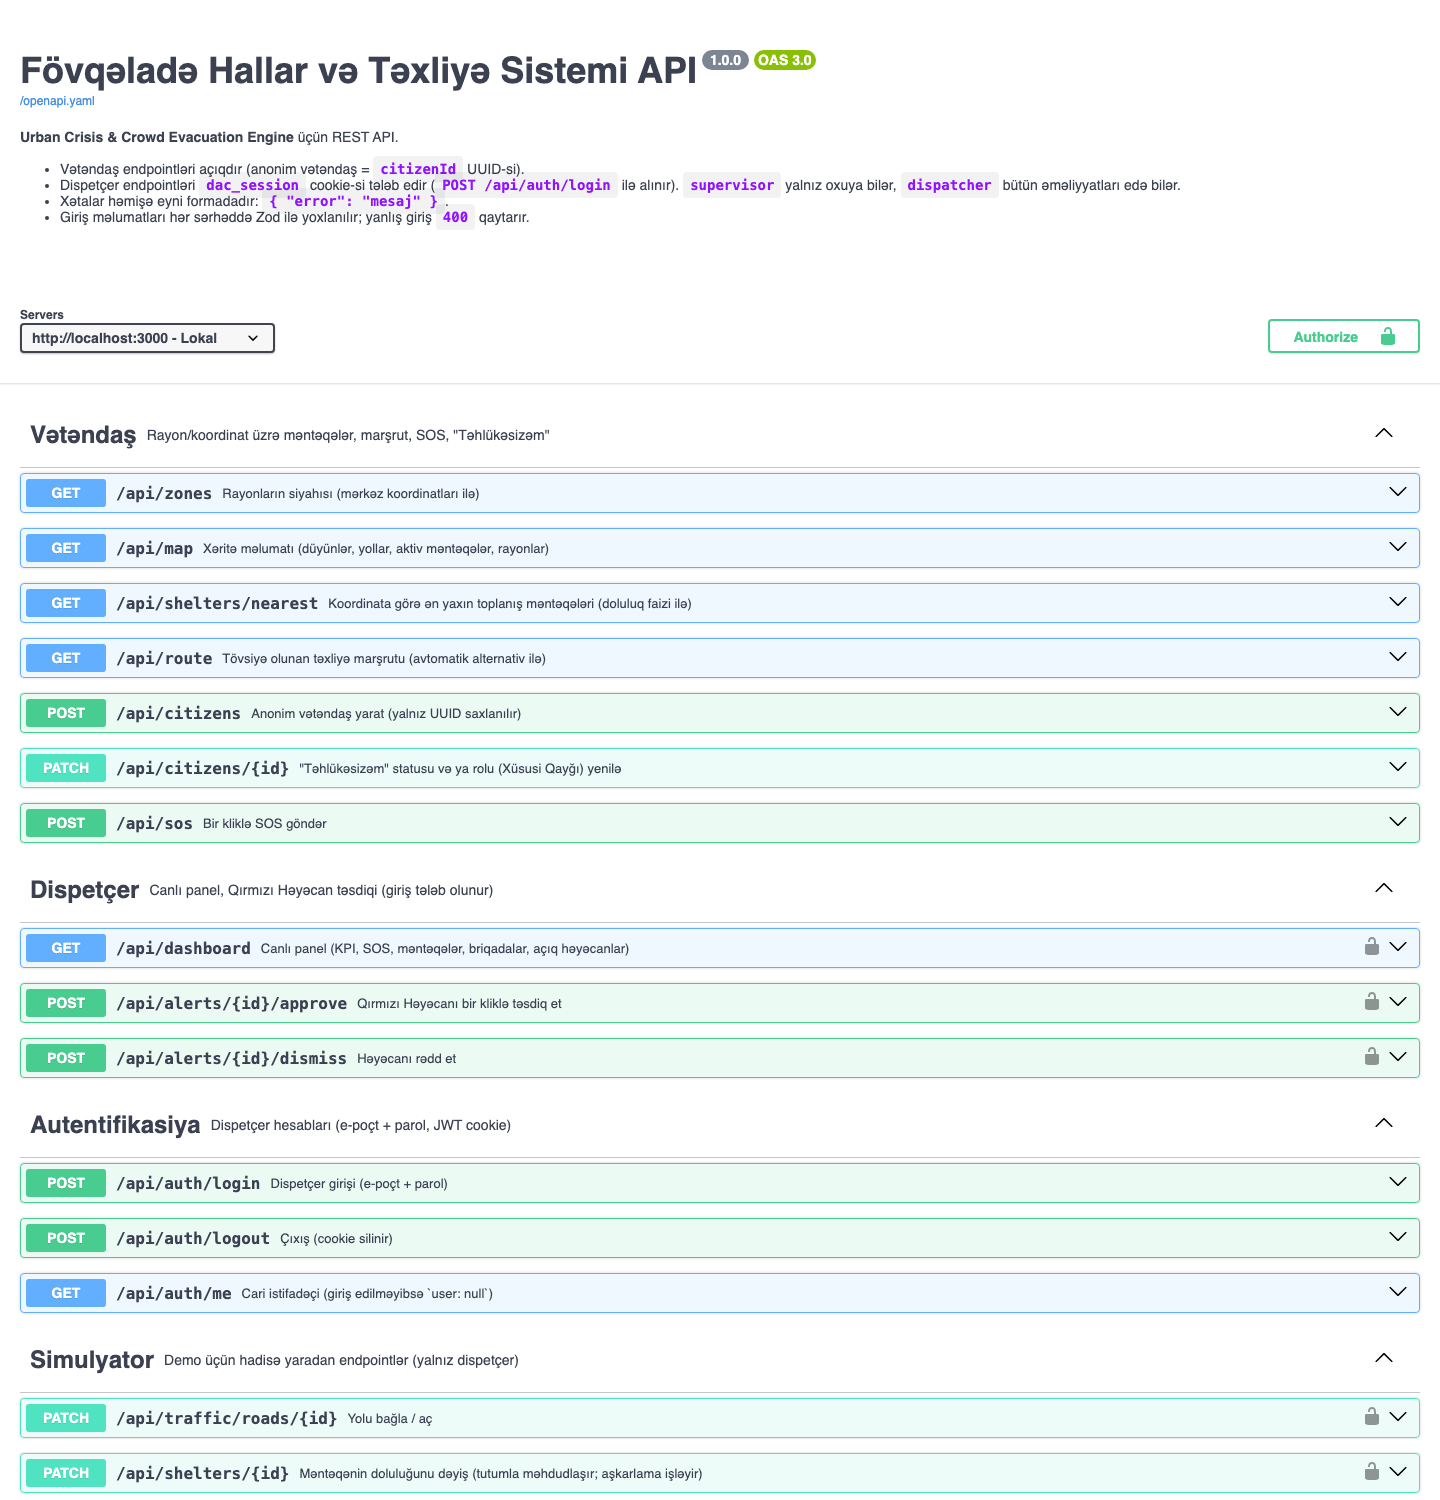 Fövqəladə Hallar və Təxliyə Sistemi API 1.0.0 OAS 3.0
/openapi.yaml
Urban Crisis & Crowd Evacuation Engine üçün REST API.
• Vətəndaş endpointləri açıqdır (anonim vətəndaş = citizenId UUID-si).
• Dispetçer endpointləri dac_session cookie-si tələb edir ( POST /api/auth/login ilə alınır). supervisor yalnız oxuya bilər, dispatcher bütün əməliyyatları edə bilər.
• Xətalar həmişə eyni formadadır: { "error": "mesaj" } .
• Giriş məlumatları hər sərhəddə Zod ilə yoxlanılır; yanlış giriş 400 qaytarır.
Servers
http://localhost:3000 - Lokal
Authorize
Vətəndaş Rayon/koordinat üzrə məntəqələr, marşrut, SOS, "Təhlükəsizəm"
GET /api/zones Rayonların siyahısı (mərkəz koordinatları ilə)
GET /api/map Xəritə məlumatı (düyünlər, yollar, aktiv məntəqələr, rayonlar)
GET /api/shelters/nearest Koordinata görə ən yaxın toplanış məntəqələri (doluluq faizi ilə)
GET /api/route Tövsiyə olunan təxliyə marşrutu (avtomatik alternativ ilə)
POST /api/citizens Anonim vətəndaş yarat (yalnız UUID saxlanılır)
PATCH /api/citizens/{id} "Təhlükəsizəm" statusu və ya rolu (Xüsusi Qayğı) yenilə
POST /api/sos Bir kliklə SOS göndər
Dispetçer Canlı panel, Qırmızı Həyəcan təsdiqi (giriş tələb olunur)
GET /api/dashboard Canlı panel (KPI, SOS, məntəqələr, briqadalar, açıq həyəcanlar)
POST /api/alerts/{id}/approve Qırmızı Həyəcanı bir kliklə təsdiq et
POST /api/alerts/{id}/dismiss Həyəcanı rədd et
Autentifikasiya Dispetçer hesabları (e-poçt + parol, JWT cookie)
POST /api/auth/login Dispetçer girişi (e-poçt + parol)
POST /api/auth/logout Çıxış (cookie silinir)
GET /api/auth/me Cari istifadəçi (giriş edilməyibsə `user: null`)
Simulyator Demo üçün hadisə yaradan endpointlər (yalnız dispetçer)
PATCH /api/traffic/roads/{id} Yolu bağla / aç
PATCH /api/shelters/{id} Məntəqənin doluluğunu dəyiş (tutumla məhdudlaşır; aşkarlama işləyir)